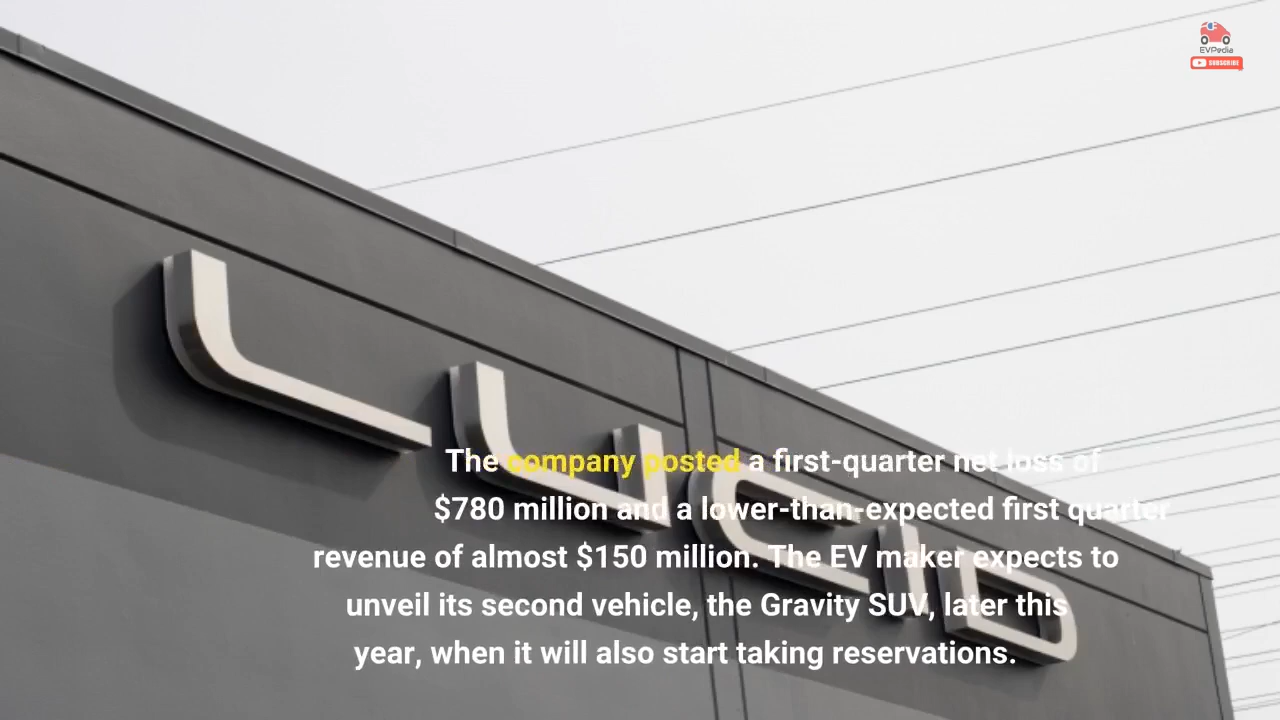 EVPedia
SUBSCRIBE
LUCID
The company posted a first-quarter net loss of
$780 million and a lower-than-expected first quarter
revenue of almost $150 million. The EV maker expects to
unveil its second vehicle, the Gravity SUV, later this
year, when it will also start taking reservations.